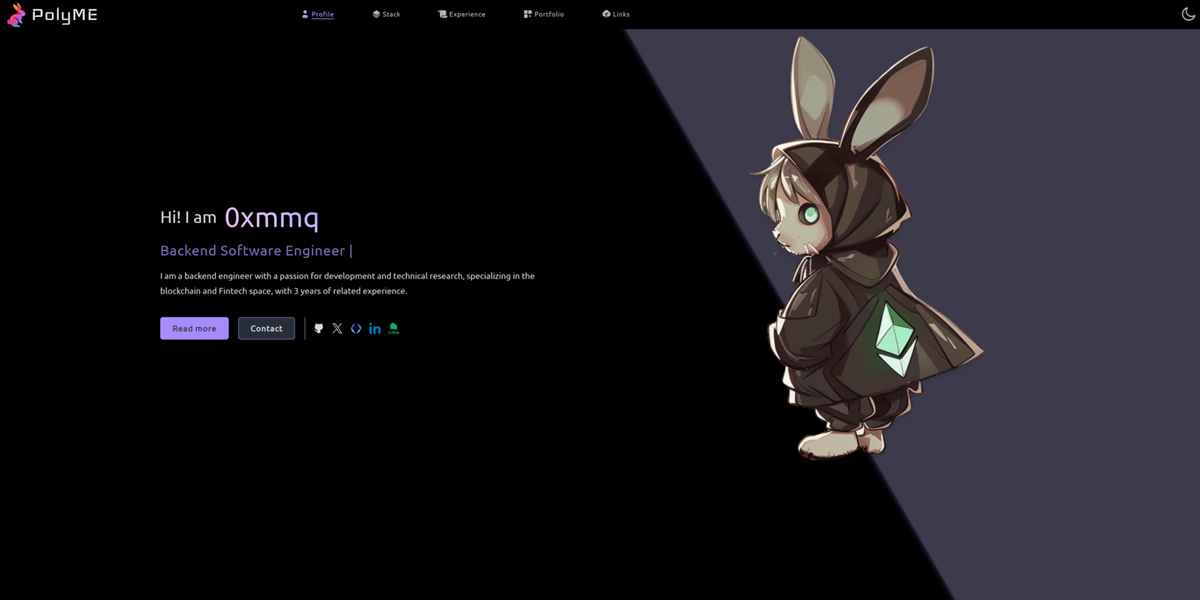 PolyME
Profile
Stack
Experience
Portfolio
Links
Hi! I am 0xmmq
Backend Software Engineer |
I am a backend engineer with a passion for development and technical research, specializing in the
blockchain and Fintech space, with 3 years of related experience.
Read more
Contact